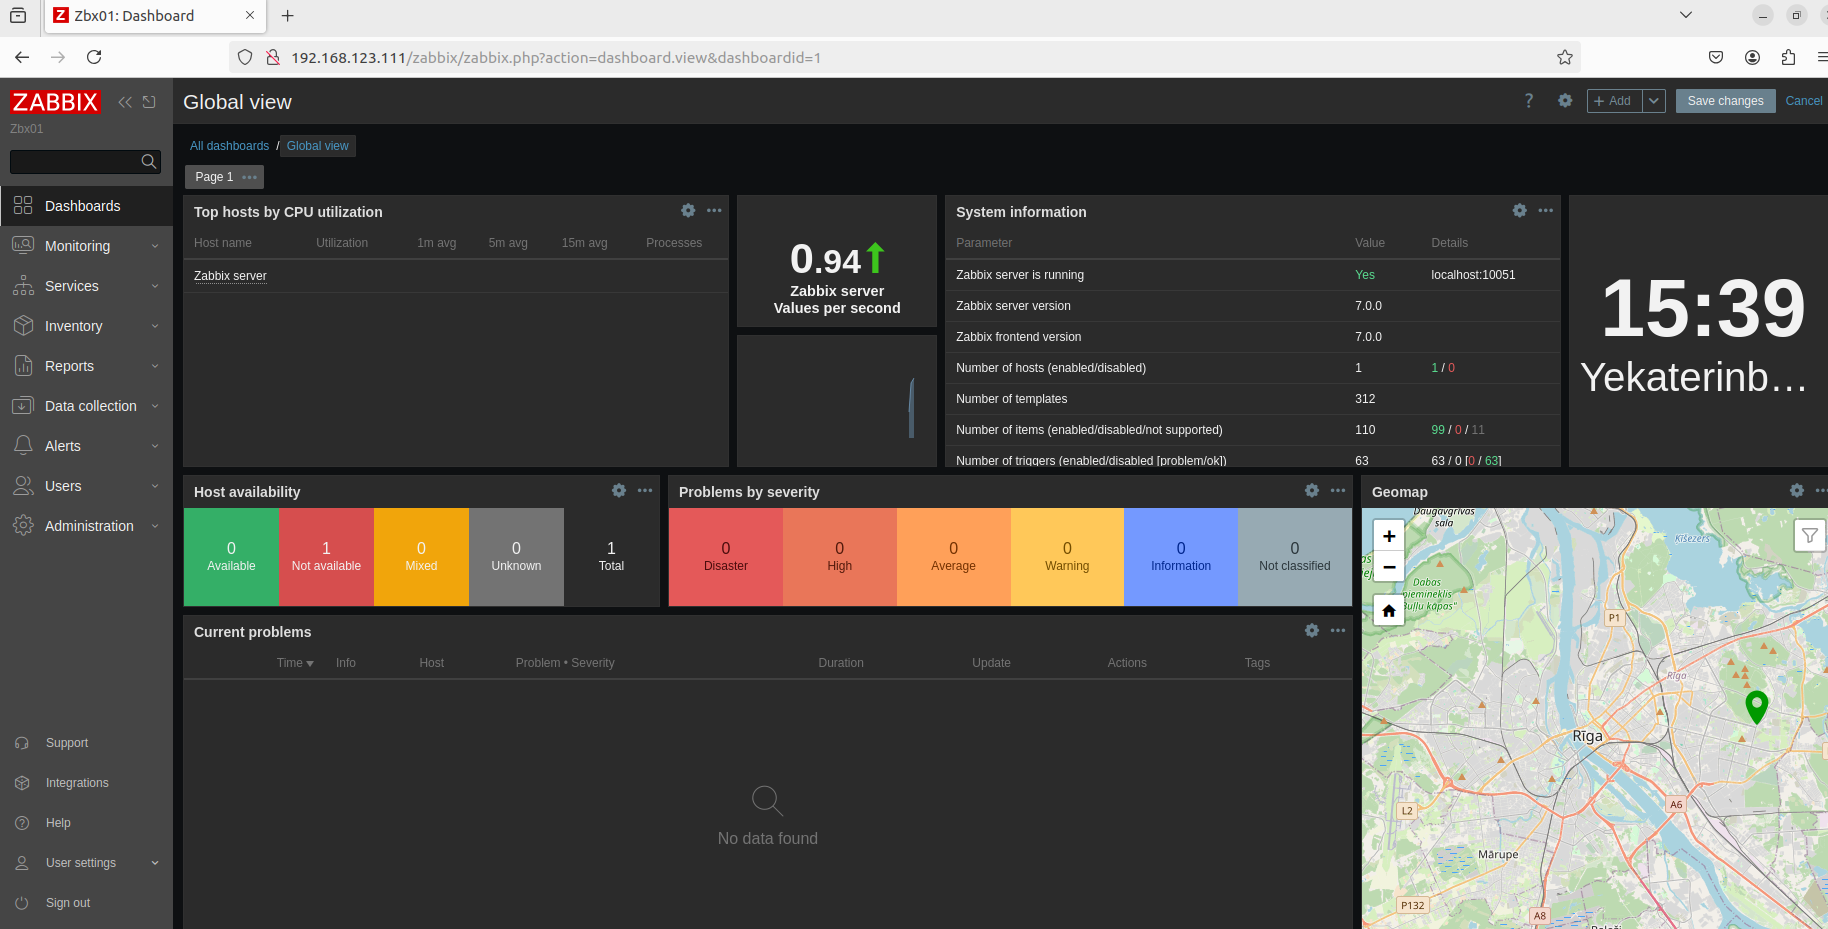 Zbx01: Dashboard
192.168.123.111/zabbix/zabbix.php?action=dashboard.view&dashboardid=1
ZABBIX
Zbx01
Dashboards
Monitoring
Services
Inventory
Reports
Data collection
Alerts
Users
Administration
Support
Integrations
Help
User settings
Sign out
Global view
? + Add Save changes Cancel
All dashboards / Global view
Page 1
Top hosts by CPU utilization
Host name Utilization 1m avg 5m avg 15m avg Processes
Zabbix server
0.94
Zabbix server
Values per second
System information
Parameter Value Details
Zabbix server is running Yes localhost:10051
Zabbix server version 7.0.0
Zabbix frontend version 7.0.0
Number of hosts (enabled/disabled) 1 1 / 0
Number of templates 312
Number of items (enabled/disabled/not supported) 110 99 / 0 / 11
Number of triggers (enabled/disabled [problem/ok]) 63 63 / 0 [0 / 63]
15:39
Yekaterinb...
Host availability
0 1 0 0 1
Available Not available Mixed Unknown Total
Problems by severity
0 0 0 0 0 0
Disaster High Average Warning Information Not classified
Current problems
Time Info Host Problem • Severity Duration Update Actions Tags
No data found
Geomap
+
−
Daugavgrīvas
sala
Ķīšezers
Dabas
piemineklis
"Buļļu kāpas"
P1
Rīga
Rīga
A6
L2
Mārupe
P132
A8